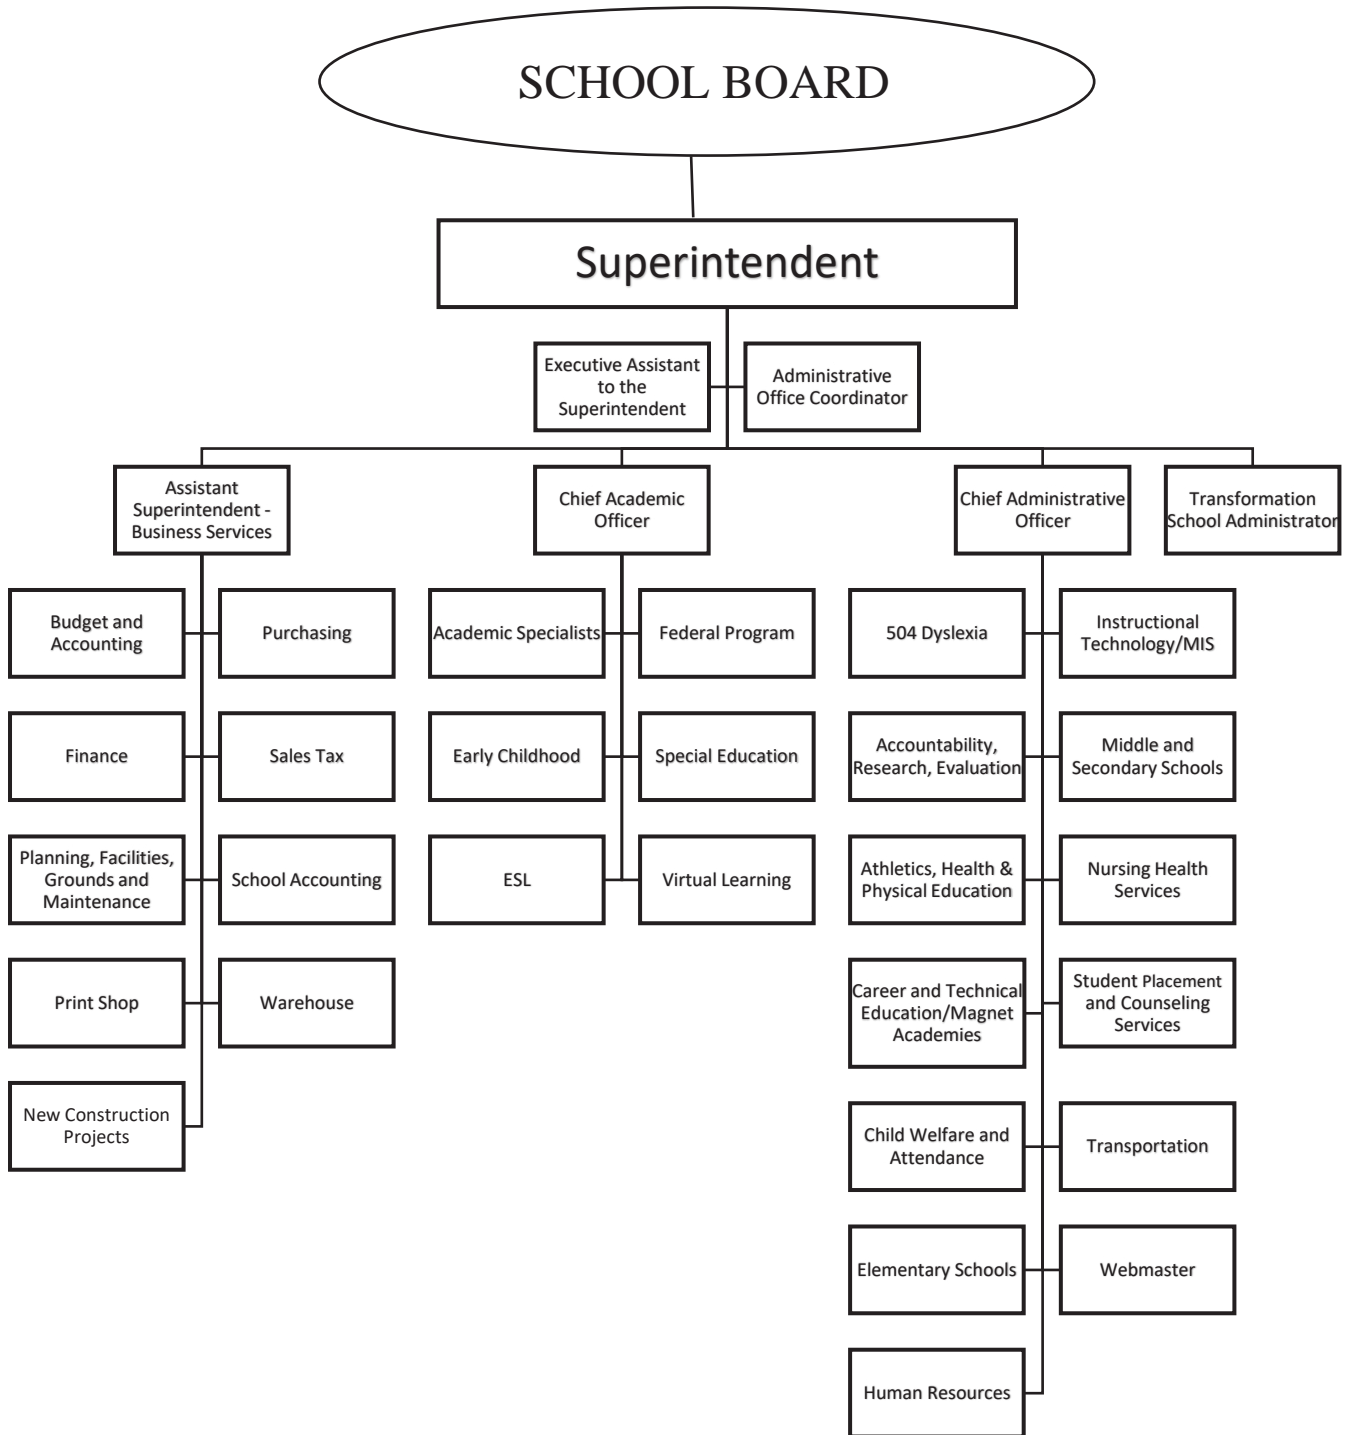 SCHOOL BOARD
Superintendent
Executive Assistant
to the
Superintendent
Administrative
Office Coordinator
Assistant
Superintendent -
Business Services
Chief Academic
Officer
Chief Administrative
Officer
Transformation
School Administrator
Budget and
Accounting
Purchasing
Academic Specialists
Federal Program
504 Dyslexia
Instructional
Technology/MIS
Finance
Sales Tax
Early Childhood
Special Education
Accountability,
Research, Evaluation
Middle and
Secondary Schools
Planning, Facilities,
Grounds and
Maintenance
School Accounting
ESL
Virtual Learning
Athletics, Health &
Physical Education
Nursing Health
Services
Print Shop
Warehouse
Career and Technical
Education/Magnet
Academies
Student Placement
and Counseling
Services
New Construction
Projects
Child Welfare and
Attendance
Transportation
Elementary Schools
Webmaster
Human Resources